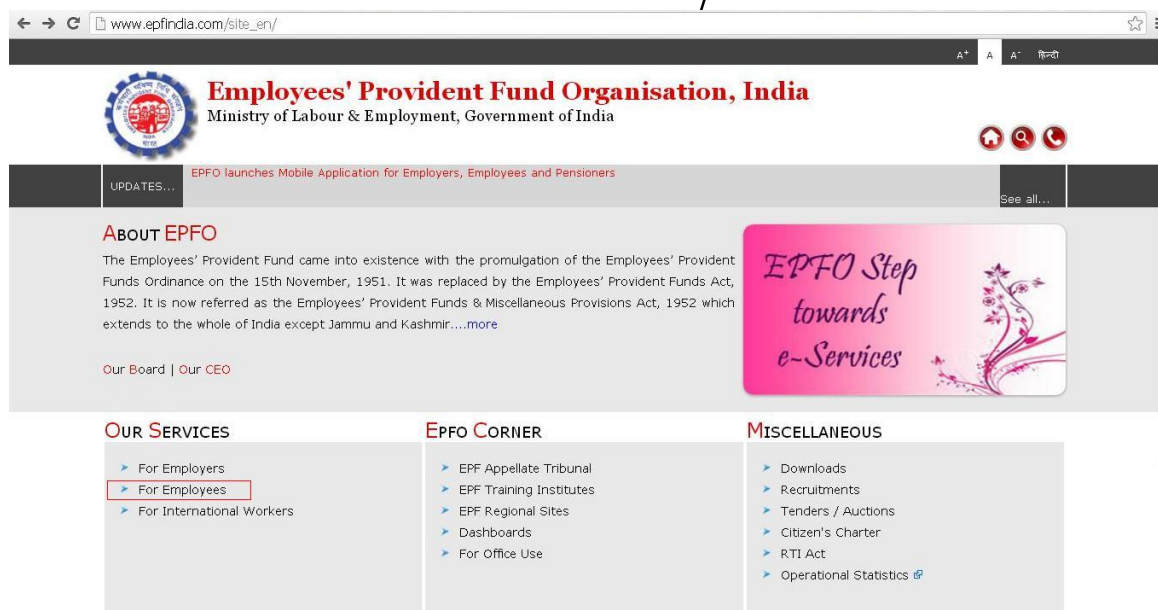 www.epfindia.com/site_en/
A+ A A- हिन्दी
Employees' Provident Fund Organisation, India
Ministry of Labour & Employment, Government of India
UPDATES...
EPFO launches Mobile Application for Employers, Employees and Pensioners
See all...
ABOUT EPFO
The Employees' Provident Fund came into existence with the promulgation of the Employees' Provident
Funds Ordinance on the 15th November, 1951. It was replaced by the Employees' Provident Funds Act,
1952. It is now referred as the Employees' Provident Funds & Miscellaneous Provisions Act, 1952 which
extends to the whole of India except Jammu and Kashmir....more
Our Board | Our CEO
EPFO Step
towards
e-Services
OUR SERVICES
For Employers
For Employees
For International Workers
EPFO CORNER
EPF Appellate Tribunal
EPF Training Institutes
EPF Regional Sites
Dashboards
For Office Use
MISCELLANEOUS
Downloads
Recruitments
Tenders / Auctions
Citizen's Charter
RTI Act
Operational Statistics